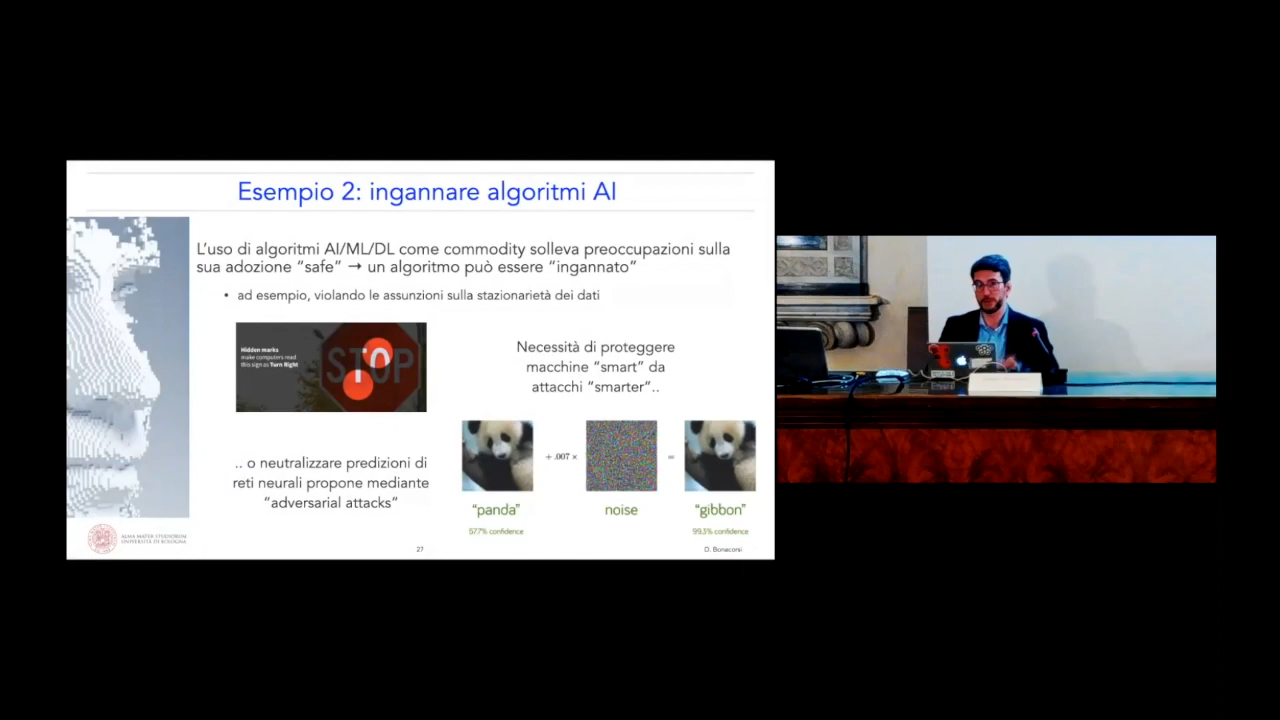 Esempio 2: ingannare algoritmi AI
L'uso di algoritmi AI/ML/DL come commodity solleva preoccupazioni sulla
sua adozione "safe" → un algoritmo può essere "ingannato"
• ad esempio, violando le assunzioni sulla stazionarietà dei dati
Hidden marks
make computers read
this sign as Turn Right
STOP
Necessità di proteggere
macchine "smart" da
attacchi "smarter"..
.. o neutralizzare predizioni di
reti neurali propone mediante
"adversarial attacks"
+ .007 ×
=
"panda"
noise
"gibbon"
57.7% confidence
99.3% confidence
ALMA MATER STUDIORUM
UNIVERSITÀ DI BOLOGNA
27
D. Bonacorsi